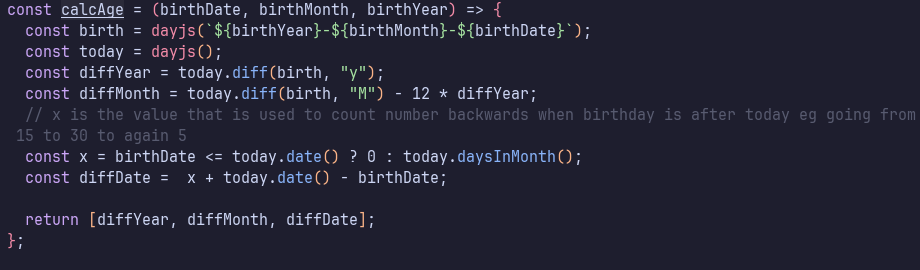 const calcAge = (birthDate, birthMonth, birthYear) => {
  const birth = dayjs(`${birthYear}-${birthMonth}-${birthDate}`);
  const today = dayjs();
  const diffYear = today.diff(birth, "y");
  const diffMonth = today.diff(birth, "M") - 12 * diffYear;
  // x is the value that is used to count number backwards when birthday is after today eg going from
 15 to 30 to again 5
  const x = birthDate <= today.date() ? 0 : today.daysInMonth();
  const diffDate =  x + today.date() - birthDate;

  return [diffYear, diffMonth, diffDate];
};